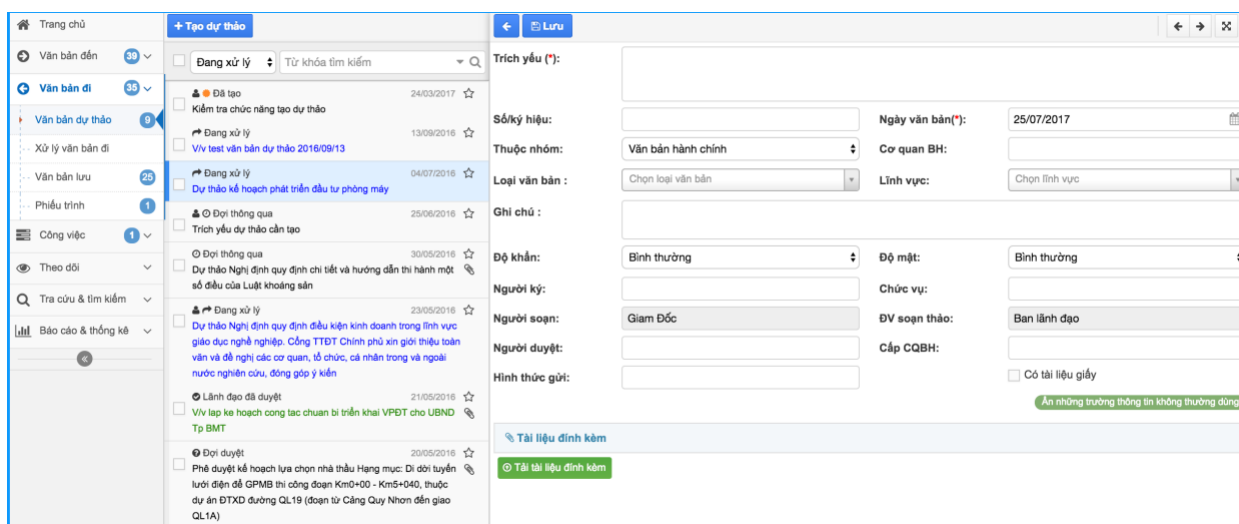 Trang chủ
Văn bản đến 39
Văn bản đi 35
Văn bản dự thảo 9
Xử lý văn bản đi
Văn bản lưu 25
Phiếu trình 1
Công việc 1
Theo dõi
Tra cứu & tìm kiếm
Báo cáo & thống kê
+ Tạo dự thảo
Đang xử lý Từ khóa tìm kiếm
Đã tạo 24/03/2017
Kiểm tra chức năng tạo dự thảo
Đang xử lý 13/09/2016
V/v test văn bản dự thảo 2016/09/13
Đang xử lý 04/07/2016
Dự thảo kế hoạch phát triển đầu tư phòng máy
Đợi thông qua 25/06/2016
Trích yếu dự thảo cần tạo
Đợi thông qua 30/05/2016
Dự thảo Nghị định quy định chi tiết và hướng dẫn thi hành một
số điều của Luật khoáng sản
Đang xử lý 23/05/2016
Dự thảo Nghị định quy định điều kiện kinh doanh trong lĩnh vực
giáo dục nghề nghiệp. Cổng TTĐT Chính phủ xin giới thiệu toàn
văn và đề nghị các cơ quan, tổ chức, cá nhân trong và ngoài
nước nghiên cứu, đóng góp ý kiến
Lãnh đạo đã duyệt 21/05/2016
V/v lap ke hoạch cong tac chuan bi triển khai VPĐT cho UBND
Tp BMT
Đợi duyệt 20/05/2016
Phê duyệt kế hoạch lựa chọn nhà thầu Hạng mục: Di dời tuyến
lưới điện để GPMB thi công đoạn Km0+00 - Km5+040, thuộc
dự án ĐTXD đường QL19 (đoạn từ Cảng Quy Nhơn đến giao
QL1A)
Lưu
Trích yếu (*):
Số/ký hiệu: Ngày văn bản(*): 25/07/2017
Thuộc nhóm: Văn bản hành chính Cơ quan BH:
Loại văn bản : Chọn loại văn bản Lĩnh vực: Chọn lĩnh vực
Ghi chú :
Độ khẩn: Bình thường Độ mật: Bình thường
Người ký: Chức vụ:
Người soạn: Giam Đốc ĐV soạn thảo: Ban lãnh đạo
Người duyệt: Cấp CQBH:
Hình thức gửi: Có tài liệu giấy
Ẩn những trường thông tin không thường dùng
Tài liệu đính kèm
Tải tài liệu đính kèm